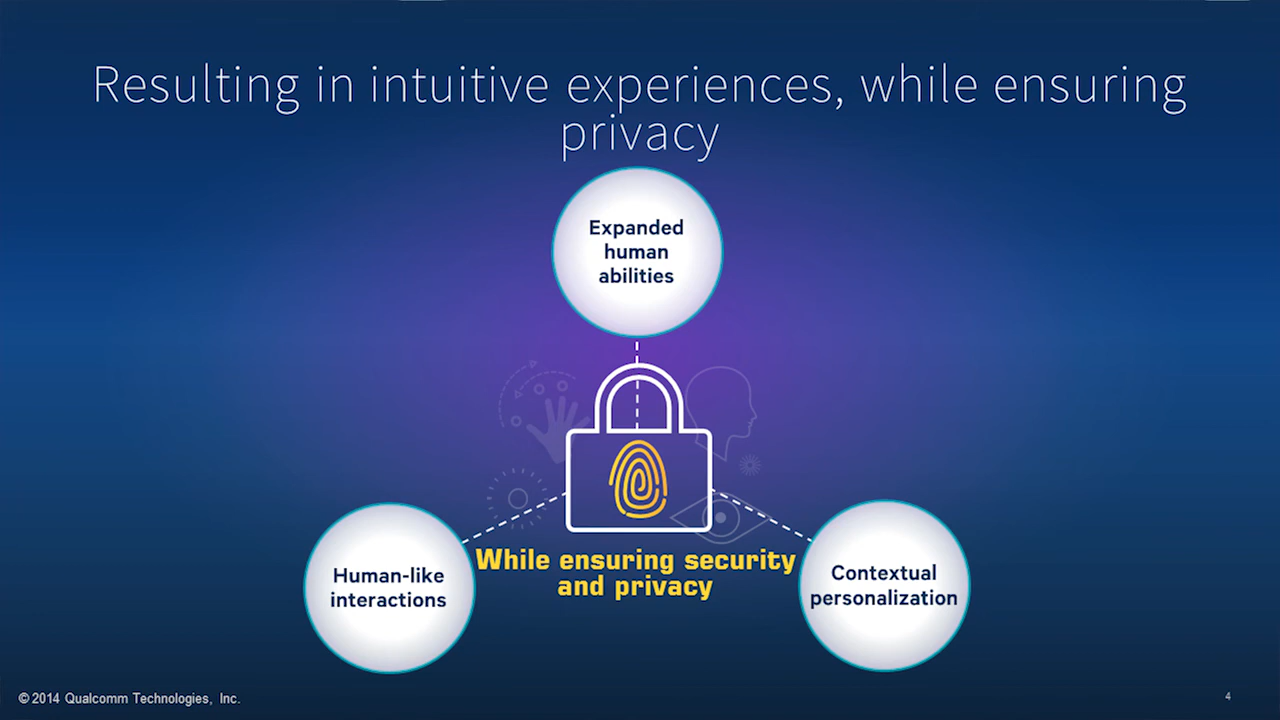 Resulting in intuitive experiences, while ensuring
privacy
Expanded
human
abilities
Human-like
interactions
While ensuring security
and privacy
Contextual
personalization
© 2014 Qualcomm Technologies, Inc.
4